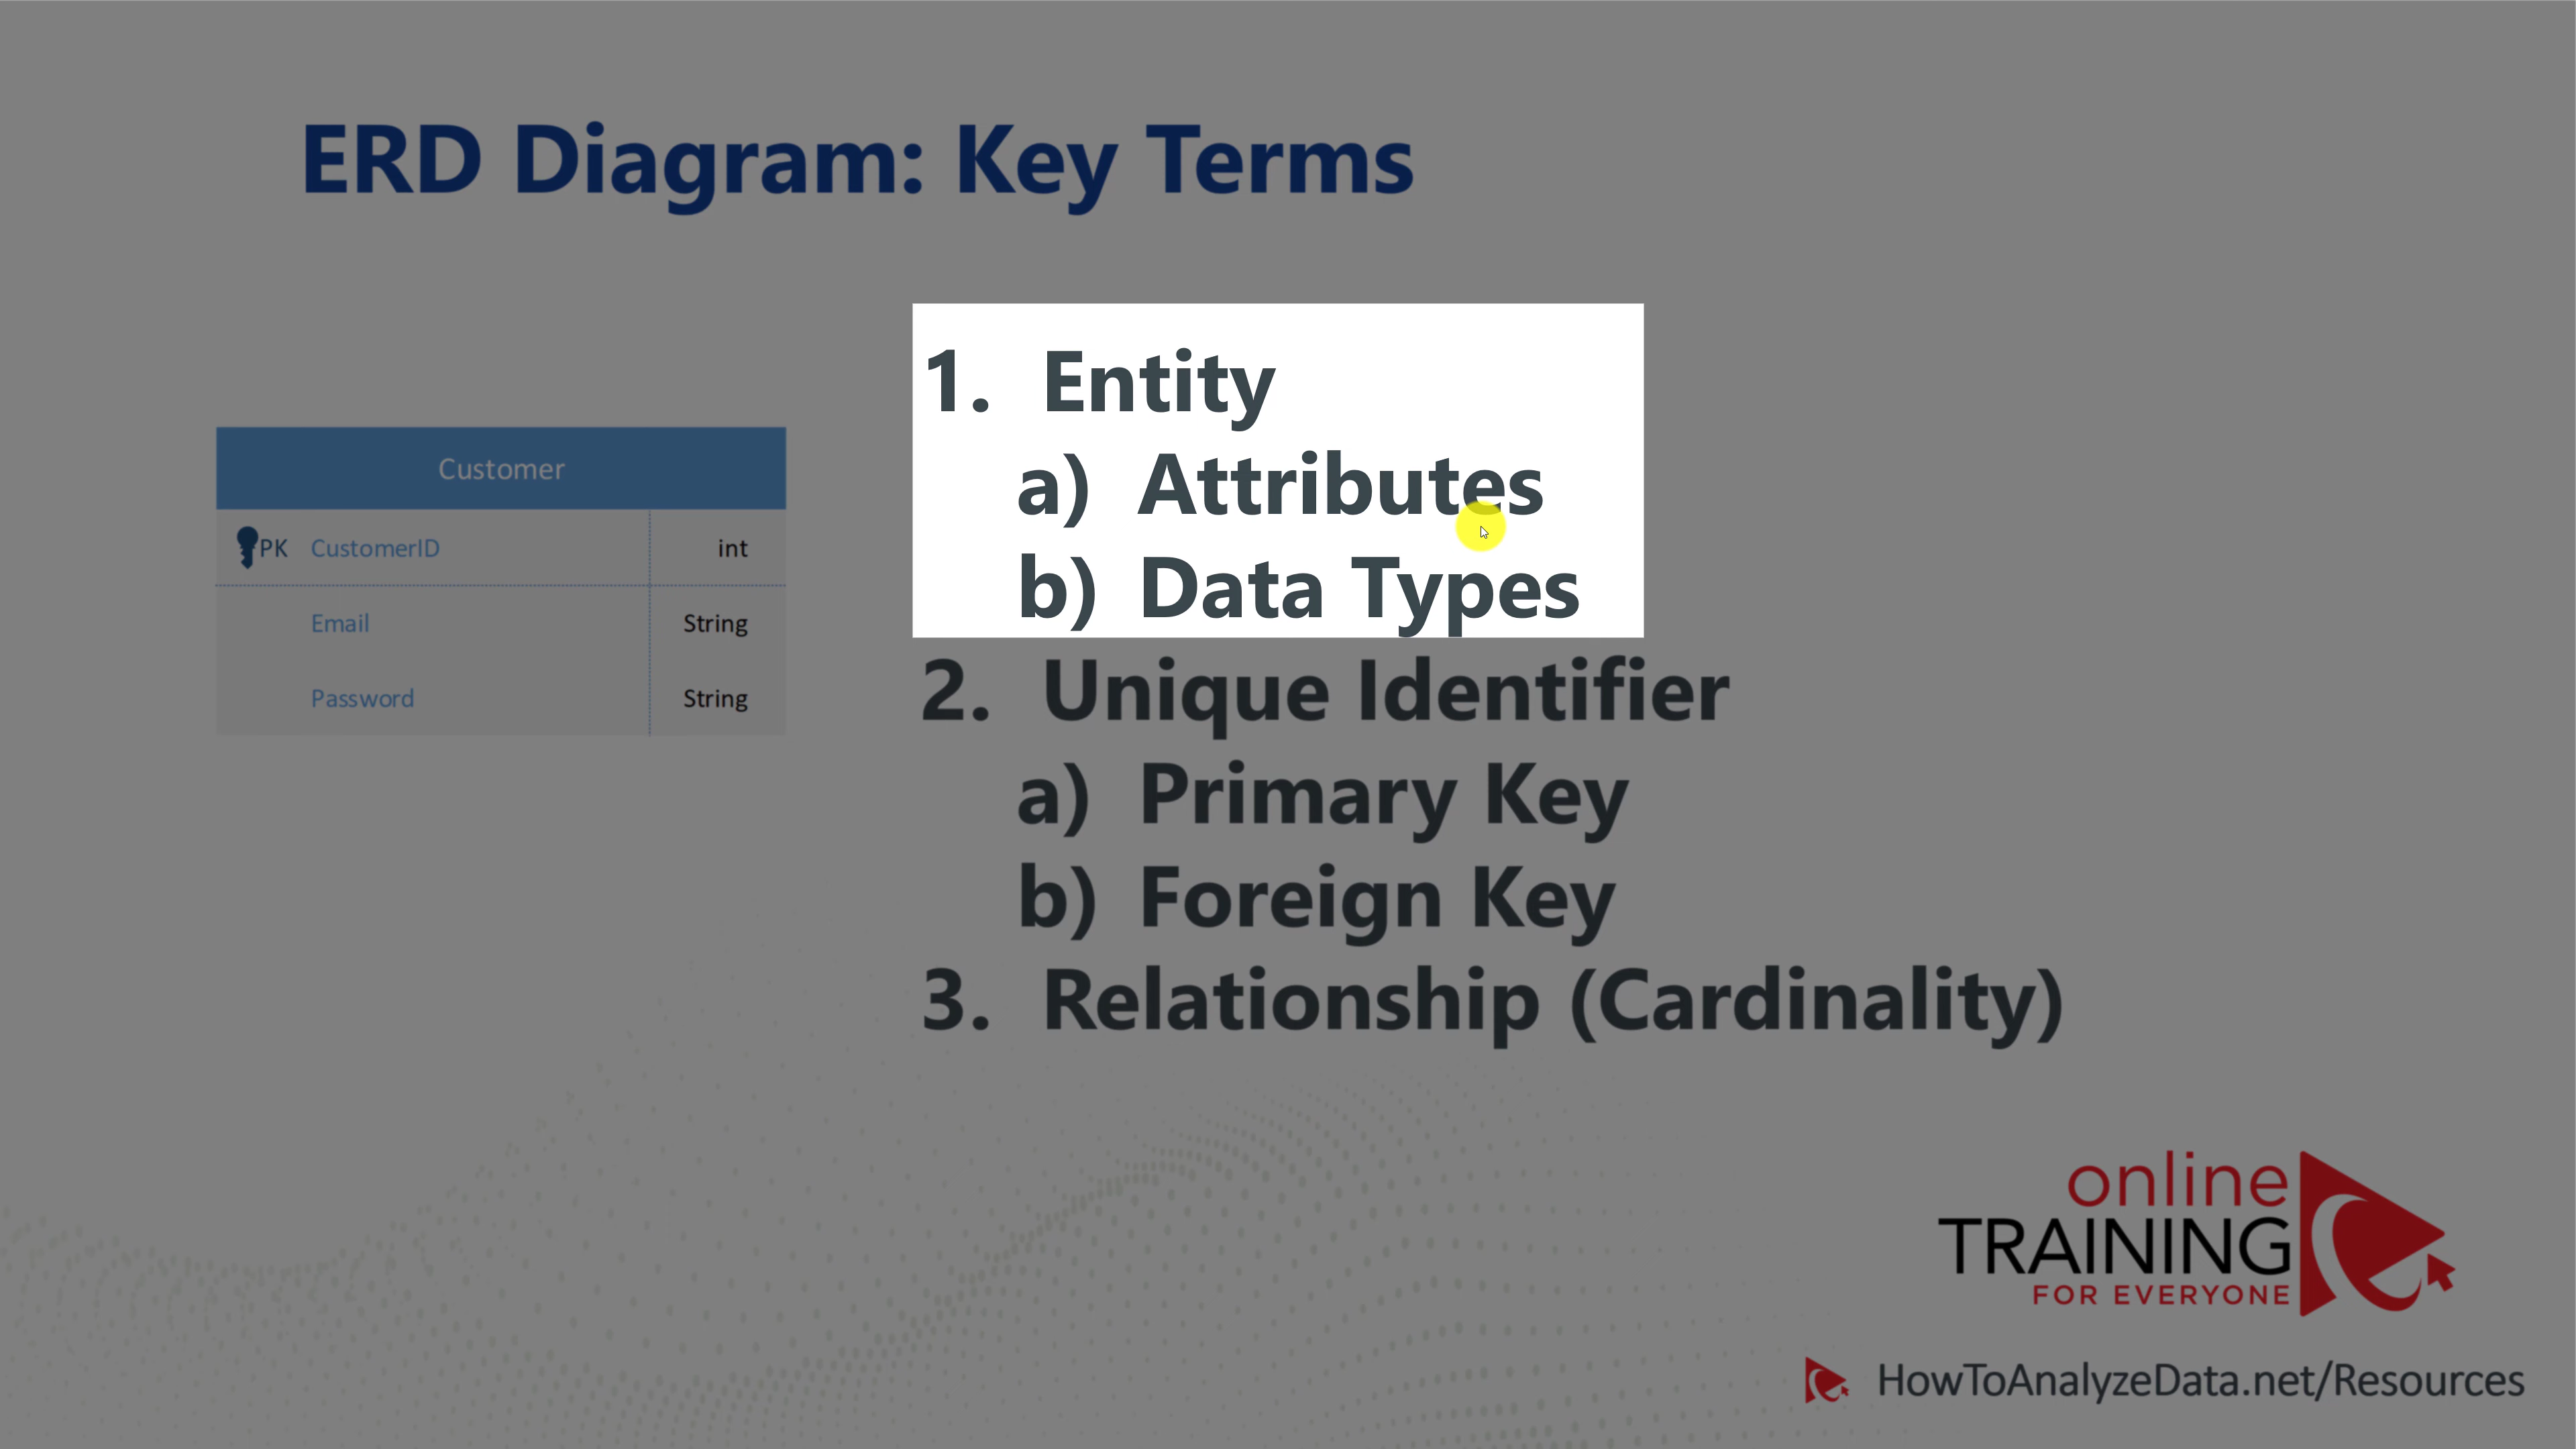 ERD Diagram: Key Terms
Customer
PK CustomerID int
Email String
Password String
1. Entity
a) Attributes
b) Data Types
2. Unique Identifier
a) Primary Key
b) Foreign Key
3. Relationship (Cardinality)
online
TRAINING
FOR EVERYONE
HowToAnalyzeData.net/Resources